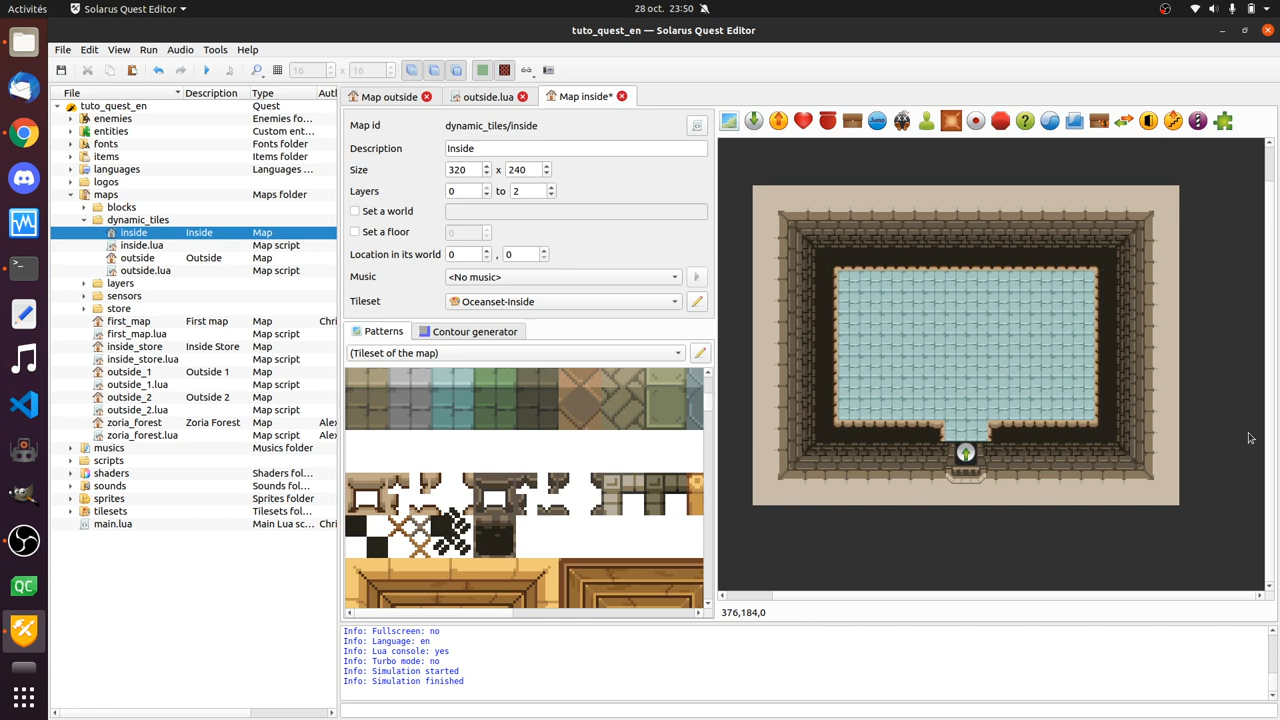 Activités
Solarus Quest Editor
28 oct. 23:50
tuto_quest_en — Solarus Quest Editor
File Edit View Run Audio Tools Help
16 x 16
File Description Type Auth
tuto_quest_en Quest
enemies Enemies fo...
entities Custom ent...
fonts Fonts folder
items Items folder
languages Languages ...
logos
maps Maps folder
blocks
dynamic_tiles
inside Inside Map
inside.lua Map script
outside Outside Map
outside.lua Map script
layers
sensors
store
first_map First map Map Chri
first_map.lua Map script
inside_store Inside Store Map
inside_store.lua Map script
outside_1 Outside 1 Map
outside_1.lua Map script
outside_2 Outside 2 Map
outside_2.lua Map script
zoria_forest Zoria Forest Map Alex
zoria_forest.lua Map script Alex
musics Musics folder
scripts
shaders Shaders fol...
sounds Sounds fol...
sprites Sprites folder
tilesets Tilesets fo...
main.lua Main Lua sc... Chri
Map outside
outside.lua
Map inside*
Map id dynamic_tiles/inside
Description Inside
Size 320 x 240
Layers 0 to 2
Set a world
Set a floor 0
Location in its world 0 , 0
Music <No music>
Tileset Oceanset-Inside
Patterns
Contour generator
(Tileset of the map)
Jump
376,184,0
Info: Fullscreen: no
Info: Language: en
Info: Lua console: yes
Info: Turbo mode: no
Info: Simulation started
Info: Simulation finished
QC